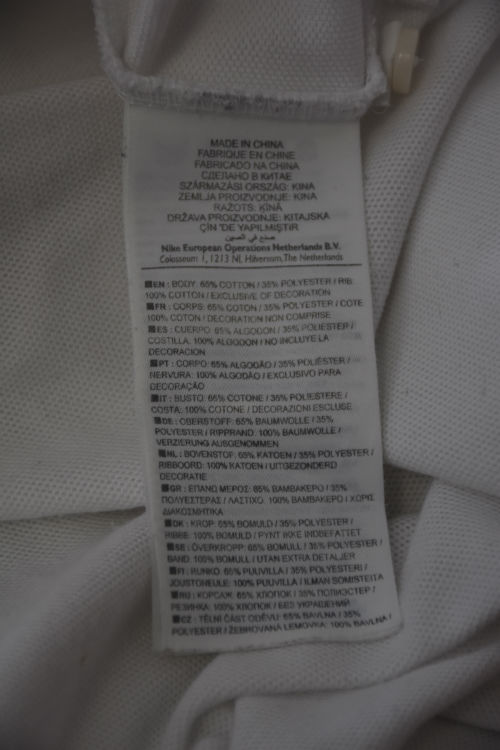 MADE IN CHINA
FABRIQUE EN CHINE
FABRICADO NA CHINA
СДЕЛАНО В КИТАЕ
SZÁRMAZÁSI ORSZÁG: KINA
ZEMLJA PROIZVODNJE: KINA
RAŽOTS: ĶĪNĀ
DRŽAVA PROIZVODNJE: KITAJSKA
ÇİN 'DE YAPILMIŞTIR
صنع في الصين
Nike European Operations Netherlands B.V.
Colosseum 1, 1213 NL Hilversum, The Netherlands
EN : BODY: 65% COTTON / 35% POLYESTER / RIB:
100% COTTON / EXCLUSIVE OF DECORATION
FR : CORPS: 65% COTON / 35% POLYESTER / COTE:
100% COTON / DECORATION NON COMPRISE
ES : CUERPO: 65% ALGODON / 35% POLIESTER /
COSTILLA: 100% ALGODON / NO INCLUYE LA
DECORACION
PT : CORPO: 65% ALGODÃO / 35% POLIÉSTER /
NERVURA: 100% ALGODÃO / EXCLUSIVO PARA
DECORAÇÃO
IT : BUSTO: 65% COTONE / 35% POLIESTERE /
COSTA: 100% COTONE / DECORAZIONI ESCLUSE
DE : OBERSTOFF: 65% BAUMWOLLE / 35%
POLYESTER / RIPPRAND: 100% BAUMWOLLE /
VERZIERUNG AUSGENOMMEN
NL : BOVENSTOF: 65% KATOEN / 35% POLYESTER /
RIBBOORD: 100% KATOEN / UITGEZONDERD
DECORATIE
GR : ΕΠΑΝΩ ΜΕΡΟΣ: 65% ΒΑΜΒΑΚΕΡΟ / 35%
ΠΟΛΥΕΣΤΕΡΑΣ / ΛΑΣΤΙΧΟ: 100% ΒΑΜΒΑΚΕΡΟ / ΧΩΡΙΣ
ΔΙΑΚΟΣΜΗΤΙΚΑ
DK : KROP: 65% BOMULD / 35% POLYESTER /
RIBBE: 100% BOMULD / PYNT IKKE INDBEFATTET
SE : ÖVERKROPP: 65% BOMULL / 35% POLYESTER /
BAND: 100% BOMULL / UTAN EXTRA DETALJER
FI : RUNKO: 65% PUUVILLA / 35% POLYESTERI /
JOUSTONEULE: 100% PUUVILLA / ILMAN SOMISTEITA
RU : КОРСАЖ: 65% ХЛОПОК / 35% ПОЛИЭСТЕР /
РЕЗИНКА: 100% ХЛОПОК / БЕЗ УКРАШЕНИЙ
CZ : TĚLNÍ ČÁST ODĚVU: 65% BAVLNA / 35%
POLYESTER / ŽEBROVANÁ LEMOVKA: 100% BAVLNA /